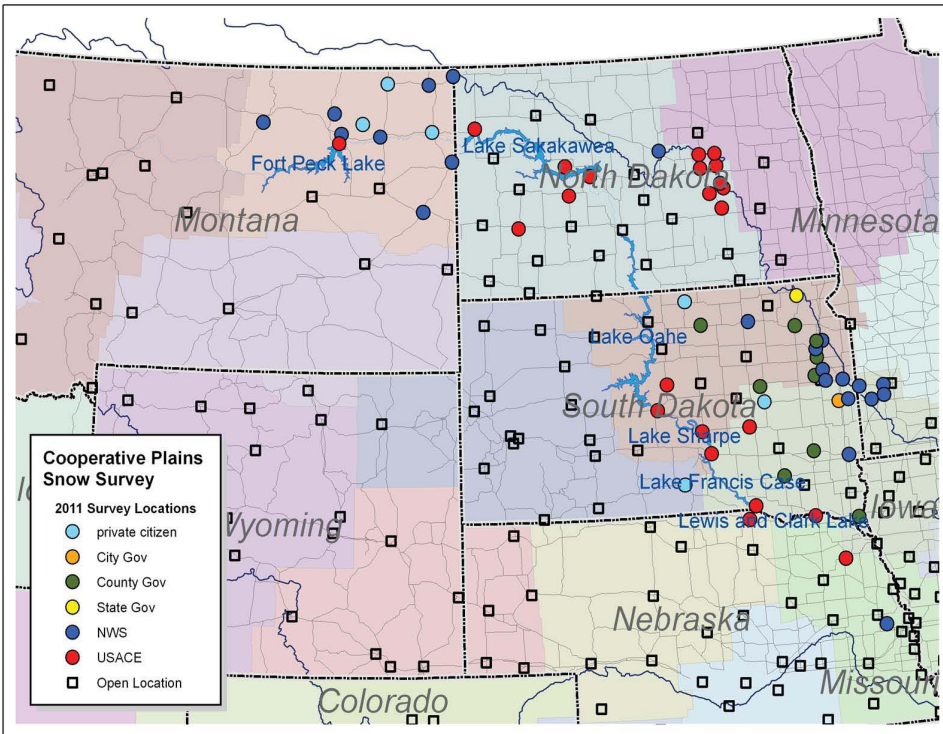 Lake Sakakawea
Fort Peck Lake
North Dakota
Montana
Minnesota
Lake Oahe
South Dakota
Lake Sharpe
Cooperative Plains
Snow Survey
2011 Survey Locations
private citizen
City Gov
County Gov
State Gov
NWS
USACE
Open Location
Lake Francis Case
Iowa
Lewis and Clark Lake
Wyoming
Nebraska
Missouri
Colorado